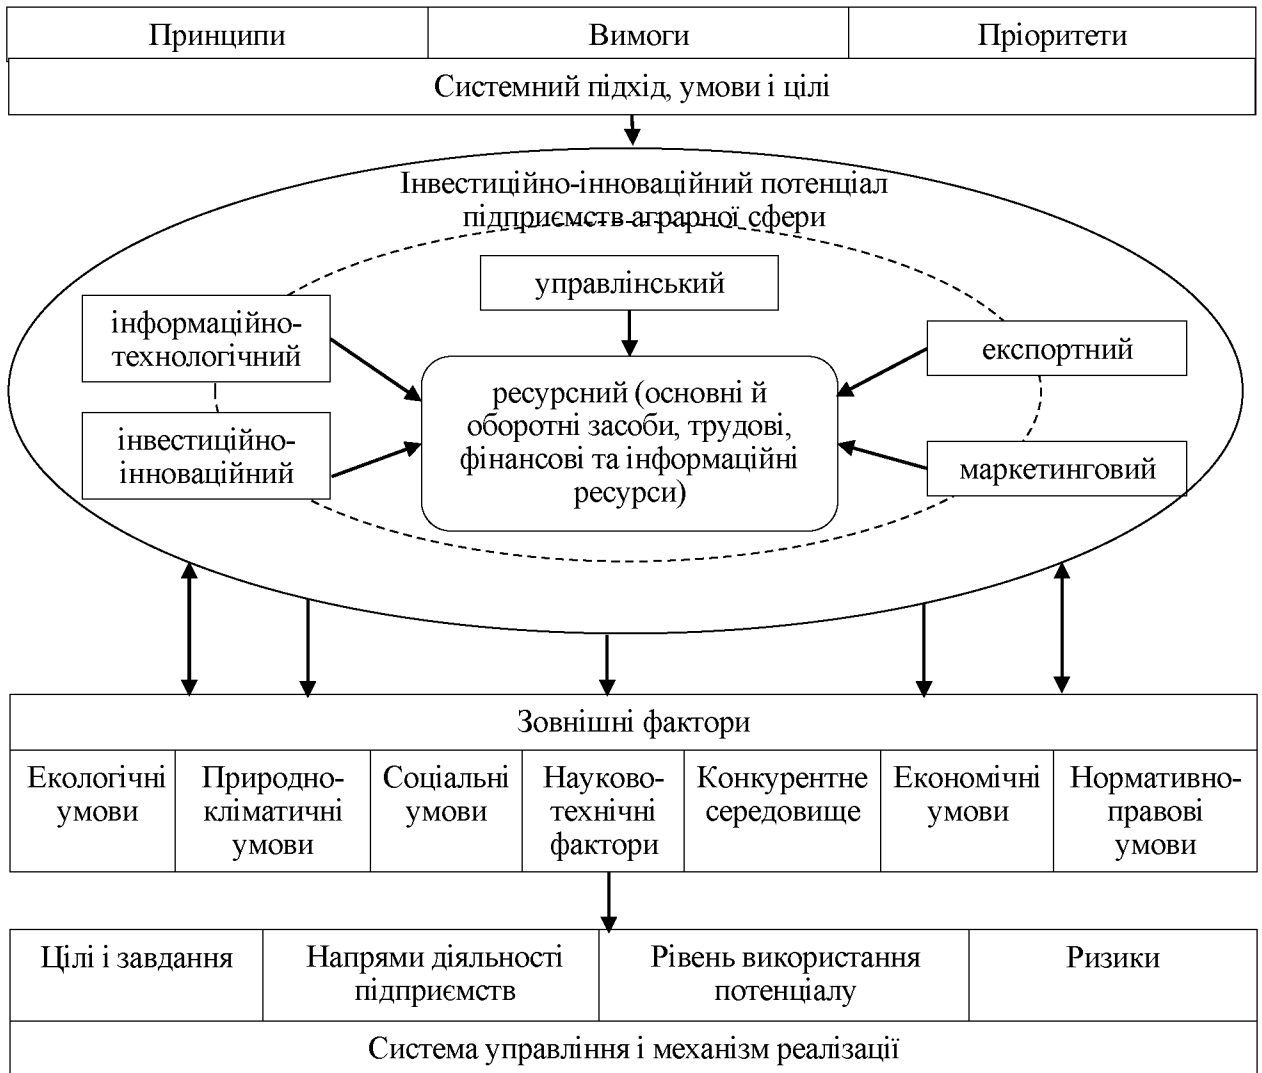 Принципи
Вимоги
Пріоритети
Системний підхід, умови і цілі
Інвестиційно-інноваційний потенціал
підприємств аграрної сфери
управлінський
інформаційно-
технологічний
експортний
ресурсний (основні й
оборотні засоби, трудові,
фінансові та інформаційні
ресурси)
інвестиційно-
інноваційний
маркетинговий
Зовнішні фактори
Екологічні
умови
Природно-
кліматичні
умови
Соціальні
умови
Науково-
технічні
фактори
Конкурентне
середовище
Економічні
умови
Нормативно-
правові
умови
Цілі і завдання
Напрями діяльності
підприємств
Рівень використання
потенціалу
Ризики
Система управління і механізм реалізації